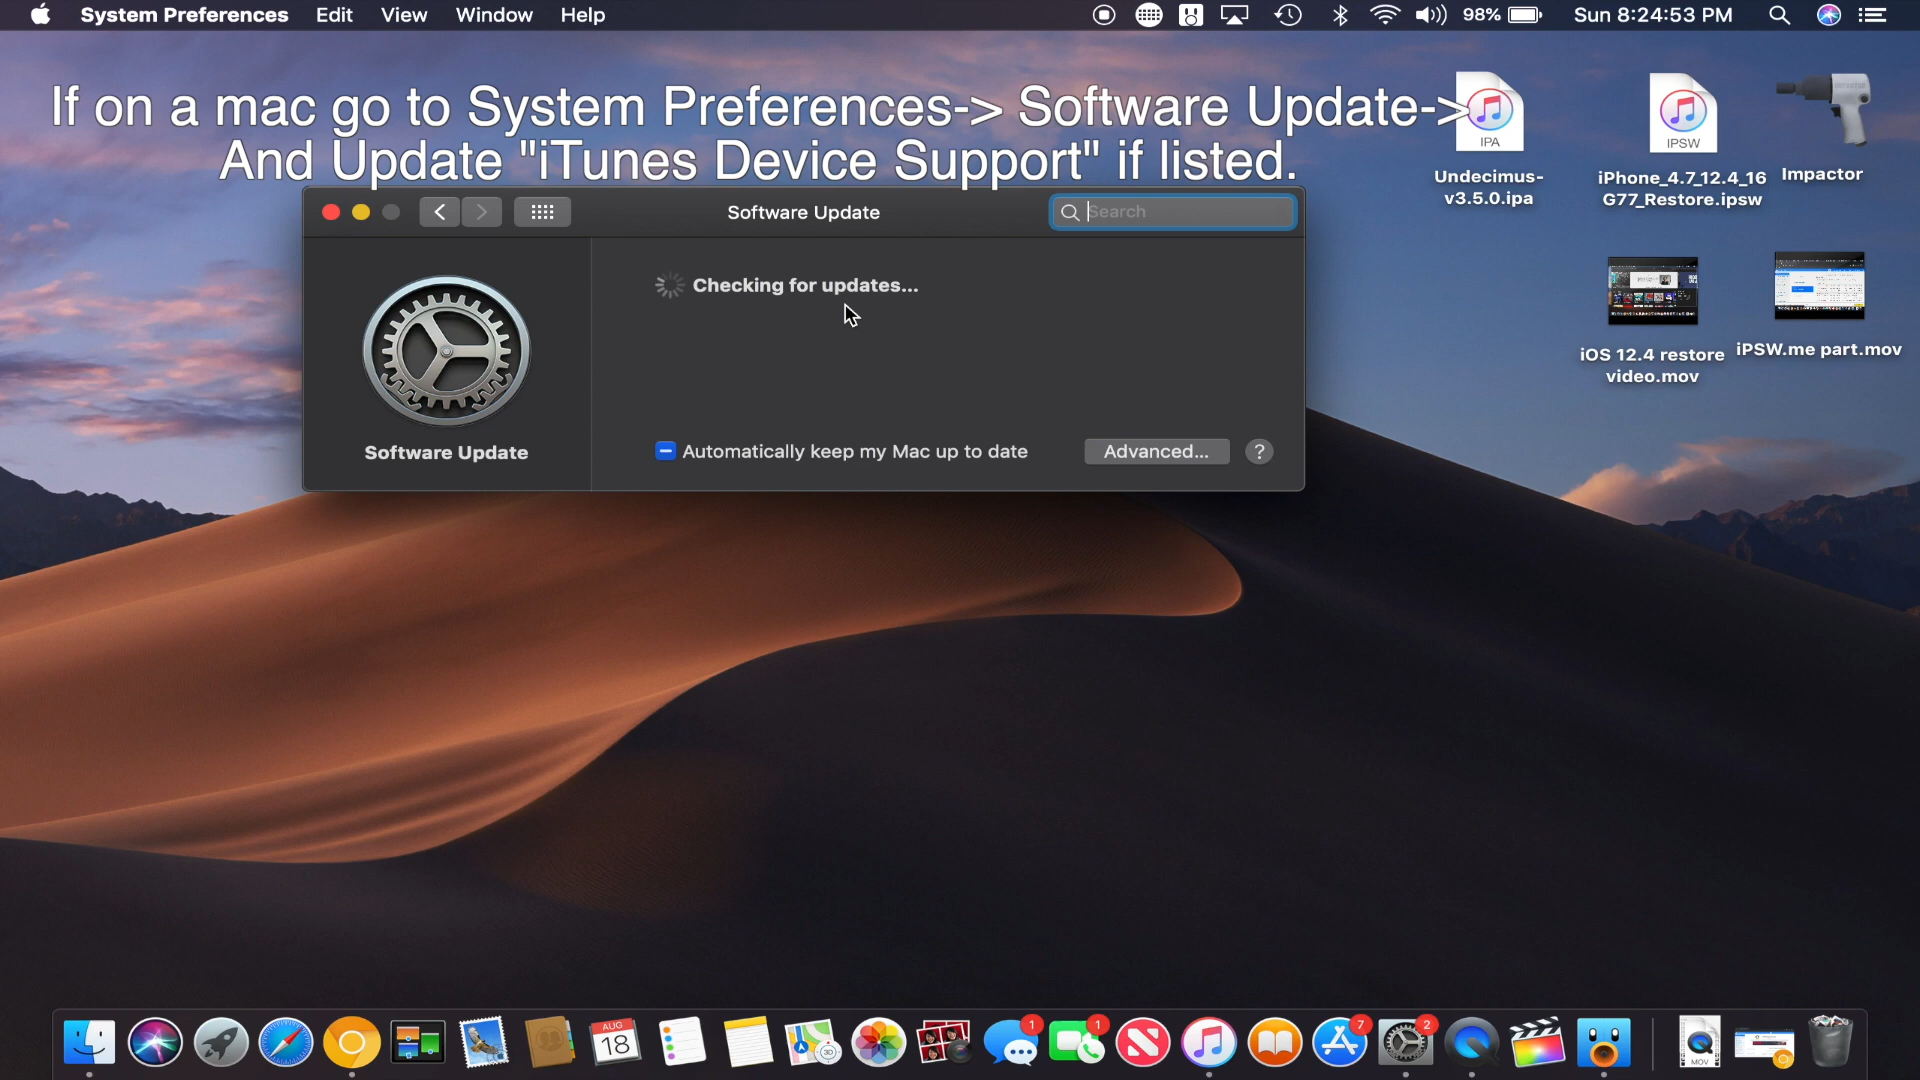 System Preferences Edit View Window Help 98% Sun 8:24:53 PM
If on a mac go to System Preferences-> Software Update->
And Update "iTunes Device Support" if listed.
IPA
Undecimus-
v3.5.0.ipa
IPSW
iPhone_4.7_12.4_16
G77_Restore.ipsw
Impactor
iOS 12.4 restore
video.mov
iPSW.me part.mov
Software Update
Search
Checking for updates...
Software Update
Automatically keep my Mac up to date
Advanced...
?
AUG
18
1
1
7
2
MOV